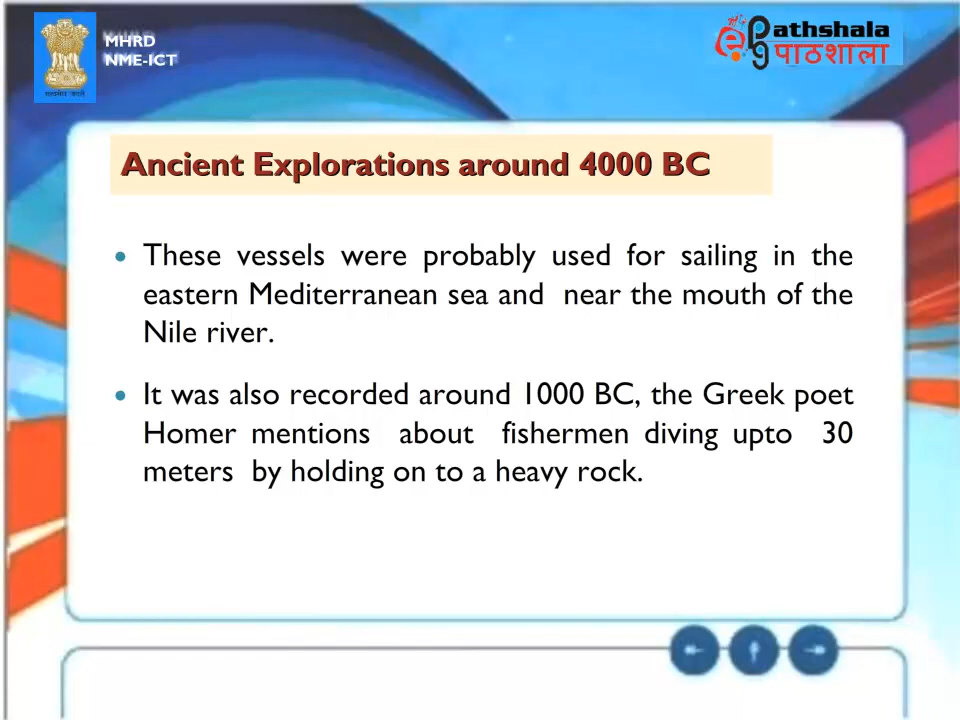 MHRD
NME-ICT
athshala
पाठशाला
Ancient Explorations around 4000 BC
These vessels were probably used for sailing in the
eastern Mediterranean sea and near the mouth of the
Nile river.
It was also recorded around 1000 BC, the Greek poet
Homer mentions about fishermen diving upto 30
meters by holding on to a heavy rock.